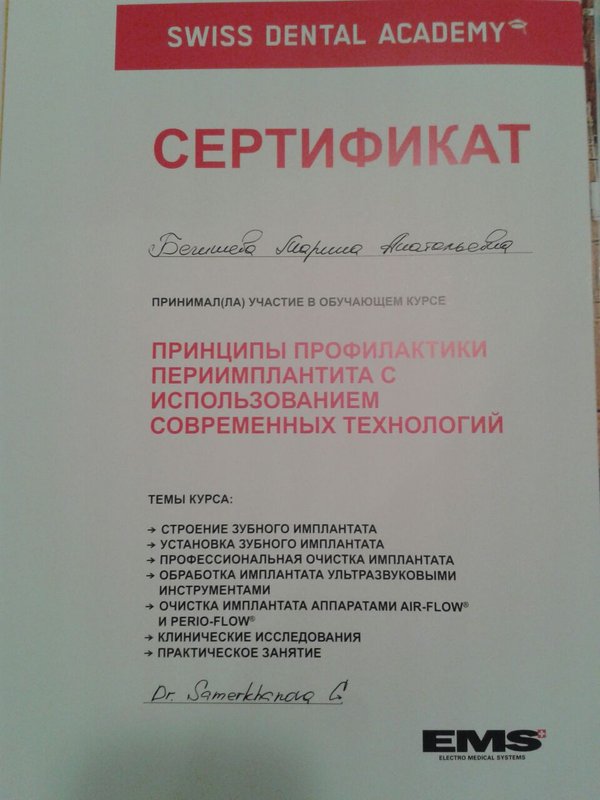 SWISS DENTAL ACADEMY
СЕРТИФИКАТ
Бегишева Марина Анатольевна
ПРИНИМАЛ(ЛА) УЧАСТИЕ В ОБУЧАЮЩЕМ КУРСЕ
ПРИНЦИПЫ ПРОФИЛАКТИКИ
ПЕРИИМПЛАНТИТА С
ИСПОЛЬЗОВАНИЕМ
СОВРЕМЕННЫХ ТЕХНОЛОГИЙ
ТЕМЫ КУРСА:
→ СТРОЕНИЕ ЗУБНОГО ИМПЛАНТАТА
→ УСТАНОВКА ЗУБНОГО ИМПЛАНТАТА
→ ПРОФЕССИОНАЛЬНАЯ ОЧИСТКА ИМПЛАНТАТА
→ ОБРАБОТКА ИМПЛАНТАТА УЛЬТРАЗВУКОВЫМИ
ИНСТРУМЕНТАМИ
→ ОЧИСТКА ИМПЛАНТАТА АППАРАТАМИ AIR-FLOW®
И PERIO-FLOW®
→ КЛИНИЧЕСКИЕ ИССЛЕДОВАНИЯ
→ ПРАКТИЧЕСКОЕ ЗАНЯТИЕ
Dr. Samerkhanova G
EMS
ELECTRO MEDICAL SYSTEMS